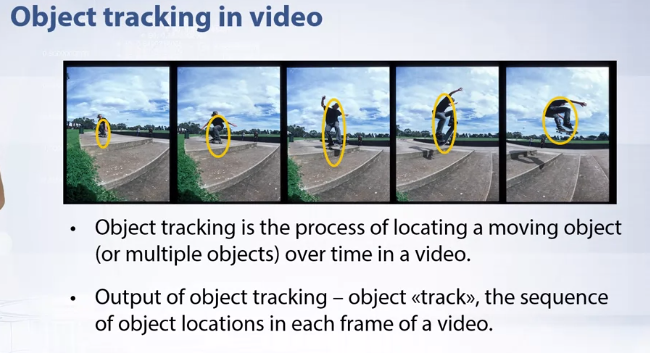 Object tracking in video
• Object tracking is the process of locating a moving object
(or multiple objects) over time in a video.
• Output of object tracking – object «track», the sequence
of object locations in each frame of a video.